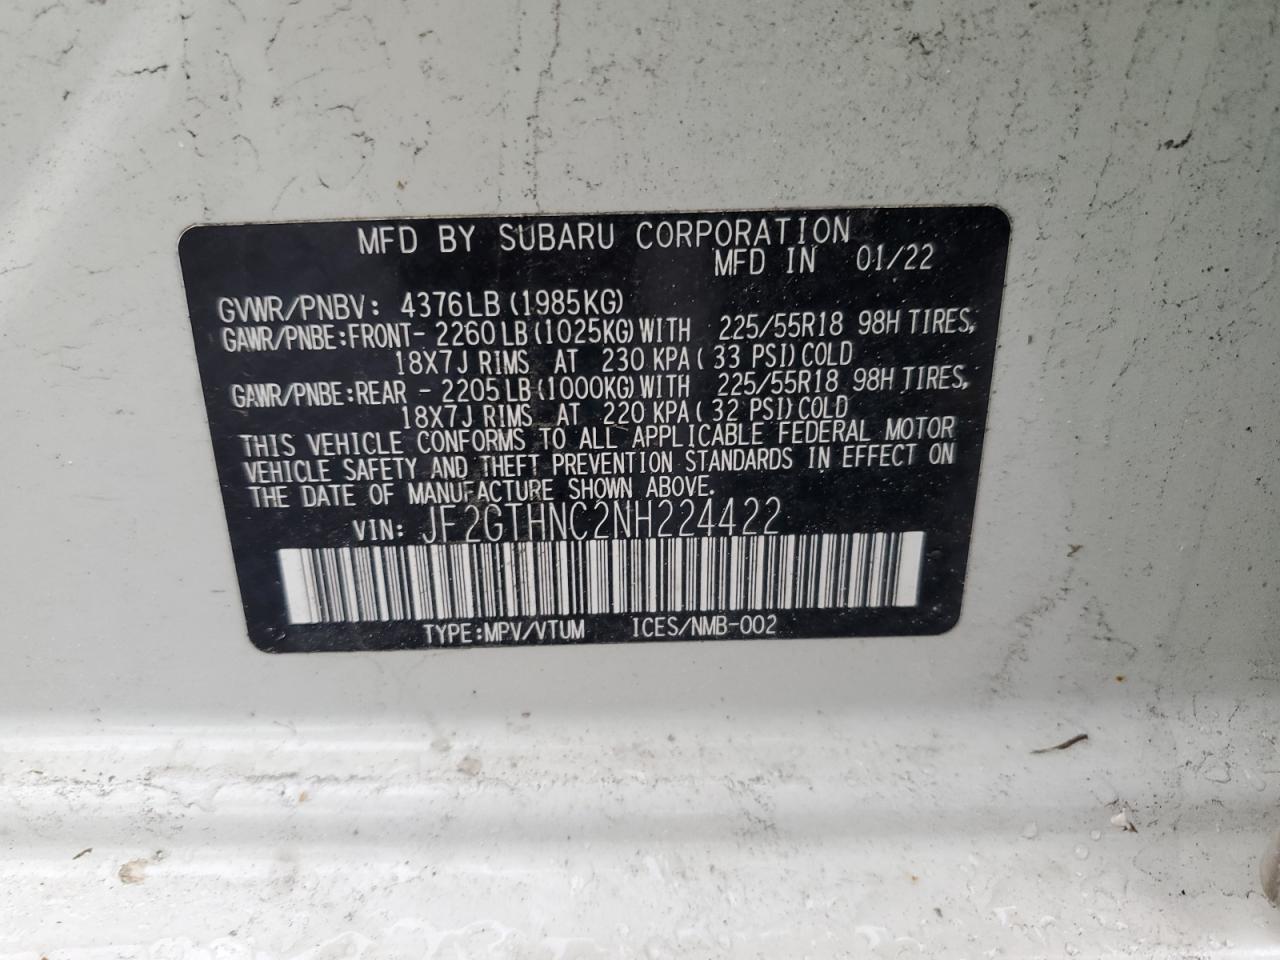 MFD BY SUBARU CORPORATION
MFD IN 01/22
GVWR/PNBV: 4376LB (1985KG)
GAWR/PNBE:FRONT- 2260 LB (1025KG) WITH 225/55R18 98H TIRES,
18X7J RIMS AT 230 KPA ( 33 PSI) COLD
GAWR/PNBE:REAR - 2205 LB (1000KG) WITH 225/55R18 98H TIRES,
18X7J RIMS AT 220 KPA ( 32 PSI) COLD
THIS VEHICLE CONFORMS TO ALL APPLICABLE FEDERAL MOTOR
VEHICLE SAFETY AND THEFT PREVENTION STANDARDS IN EFFECT ON
THE DATE OF MANUFACTURE SHOWN ABOVE.
VIN: JF2GTHNC2NH224422
TYPE:MPV/VTUM ICES/NMB-002